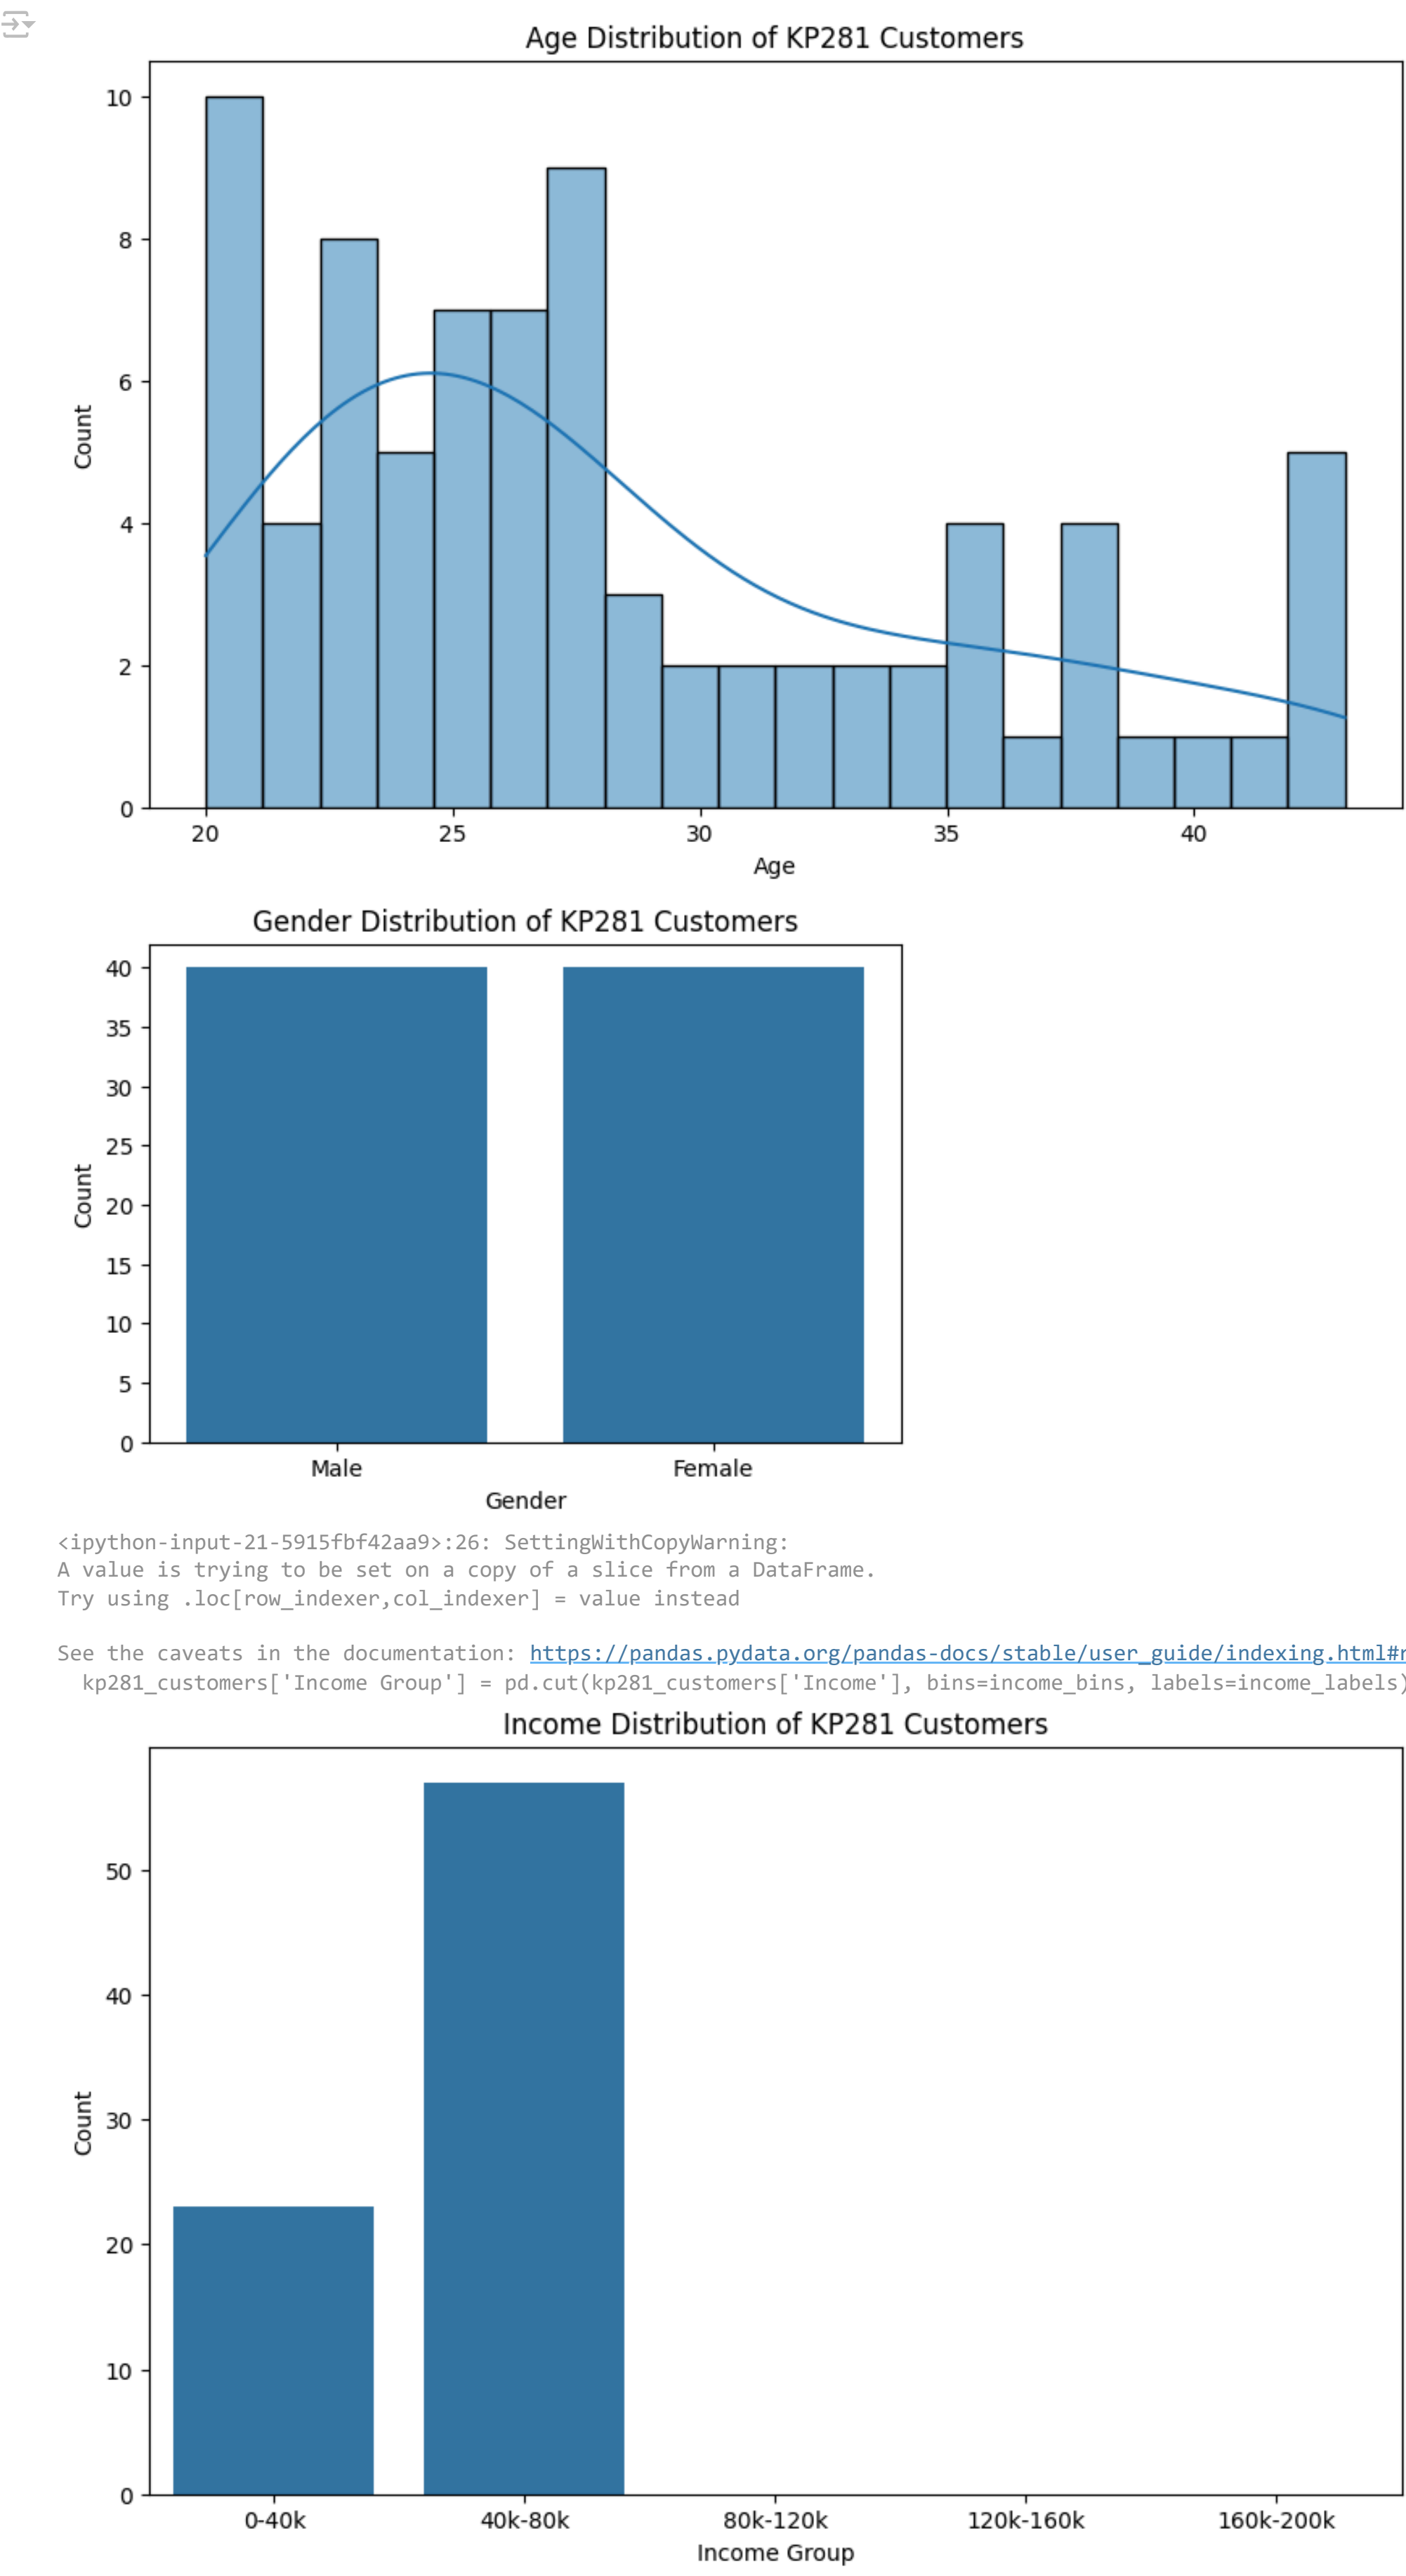 Age Distribution of KP281 Customers
10
8
6
4
2
0
Count
20 25 30 35 40
Age
Gender Distribution of KP281 Customers
40
35
30
25
20
15
10
5
0
Count
Male Female
Gender
<ipython-input-21-5915fbf42aa9>:26: SettingWithCopyWarning:
A value is trying to be set on a copy of a slice from a DataFrame.
Try using .loc[row_indexer,col_indexer] = value instead
See the caveats in the documentation: https://pandas.pydata.org/pandas-docs/stable/user_guide/indexing.html#r
kp281_customers['Income Group'] = pd.cut(kp281_customers['Income'], bins=income_bins, labels=income_labels)
Income Distribution of KP281 Customers
50
40
30
20
10
0
Count
0-40k 40k-80k 80k-120k 120k-160k 160k-200k
Income Group